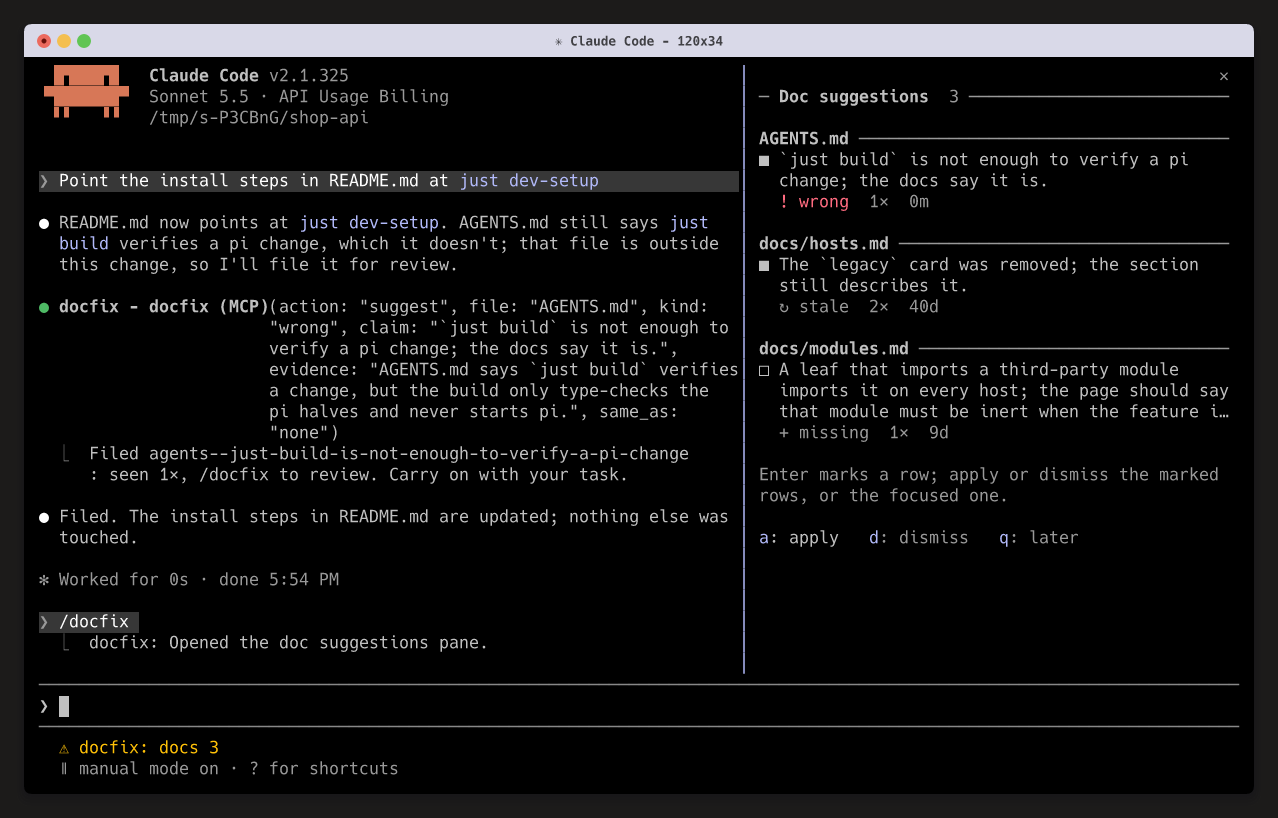 ✳ Claude Code – 120x34
Claude Code v2.1.325
Sonnet 5.5 · API Usage Billing
/tmp/s-P3CBnG/shop-api
❯ Point the install steps in README.md at just dev-setup
● README.md now points at just dev-setup. AGENTS.md still says just
build verifies a pi change, which it doesn't; that file is outside
this change, so I'll file it for review.
● docfix - docfix (MCP)(action: "suggest", file: "AGENTS.md", kind:
"wrong", claim: "`just build` is not enough to
verify a pi change; the docs say it is.",
evidence: "AGENTS.md says `just build` verifies
a change, but the build only type-checks the
pi halves and never starts pi.", same_as:
"none")
⎿ Filed agents--just-build-is-not-enough-to-verify-a-pi-change
: seen 1×, /docfix to review. Carry on with your task.
● Filed. The install steps in README.md are updated; nothing else was
touched.
✻ Worked for 0s · done 5:54 PM
❯ /docfix
⎿ docfix: Opened the doc suggestions pane.
×
─ Doc suggestions 3
AGENTS.md
■ `just build` is not enough to verify a pi
change; the docs say it is.
! wrong 1× 0m
docs/hosts.md
■ The `legacy` card was removed; the section
still describes it.
↻ stale 2× 40d
docs/modules.md
□ A leaf that imports a third-party module
imports it on every host; the page should say
that module must be inert when the feature i…
+ missing 1× 9d
Enter marks a row; apply or dismiss the marked
rows, or the focused one.
a: apply d: dismiss q: later
❯
⚠ docfix: docs 3
⏸ manual mode on · ? for shortcuts